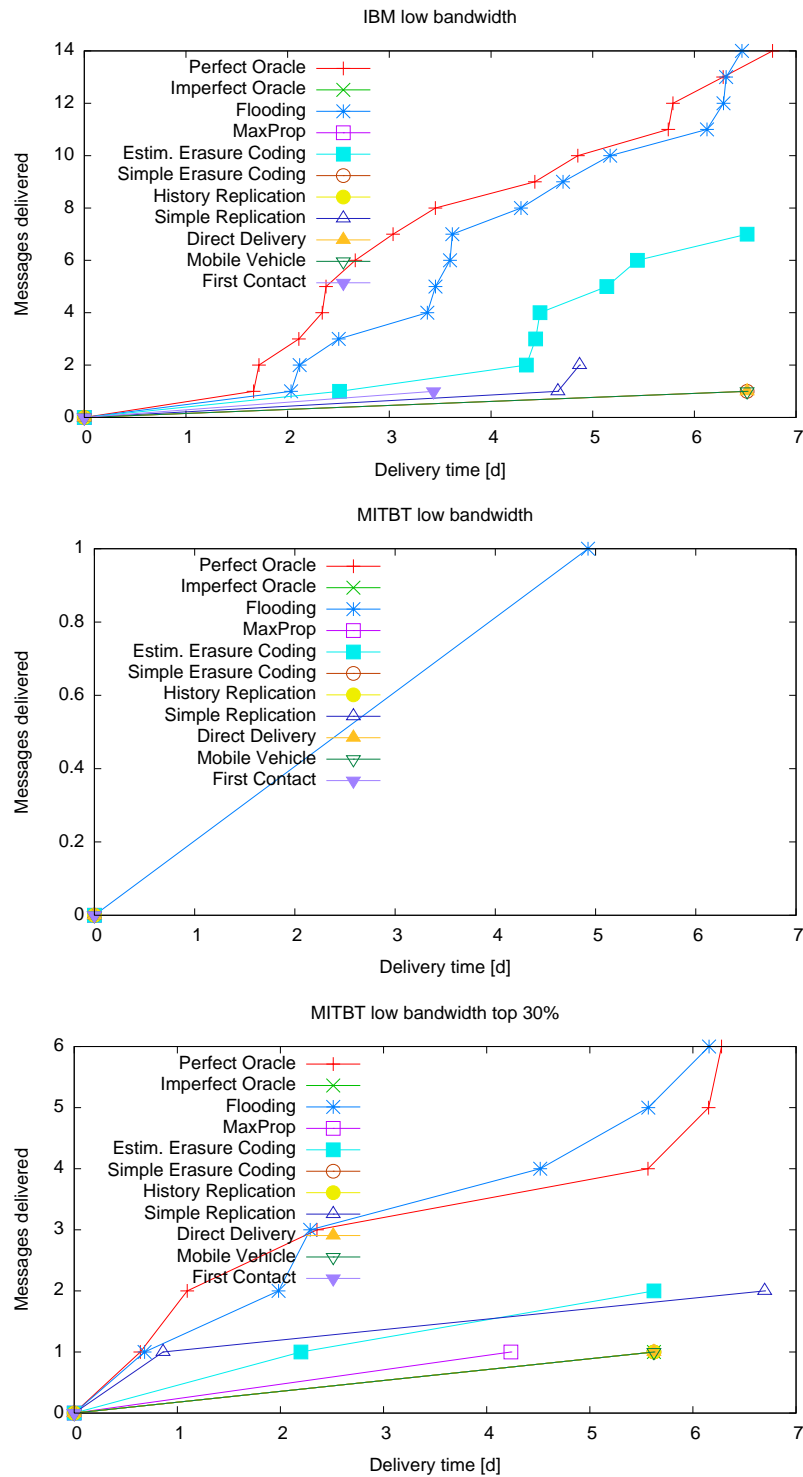 IBM low bandwidth
14
12
10
8
6
4
2
0
Messages delivered
Perfect Oracle
Imperfect Oracle
Flooding
MaxProp
Estim. Erasure Coding
Simple Erasure Coding
History Replication
Simple Replication
Direct Delivery
Mobile Vehicle
First Contact
0 1 2 3 4 5 6 7
Delivery time [d]
MITBT low bandwidth
1
0.8
0.6
0.4
0.2
0
Messages delivered
Perfect Oracle
Imperfect Oracle
Flooding
MaxProp
Estim. Erasure Coding
Simple Erasure Coding
History Replication
Simple Replication
Direct Delivery
Mobile Vehicle
First Contact
0 1 2 3 4 5 6 7
Delivery time [d]
MITBT low bandwidth top 30%
6
5
4
3
2
1
0
Messages delivered
Perfect Oracle
Imperfect Oracle
Flooding
MaxProp
Estim. Erasure Coding
Simple Erasure Coding
History Replication
Simple Replication
Direct Delivery
Mobile Vehicle
First Contact
0 1 2 3 4 5 6 7
Delivery time [d]